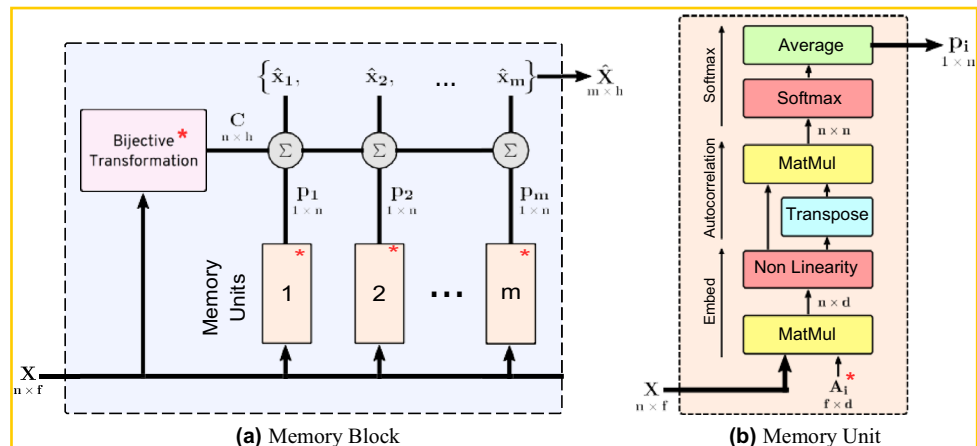 {x̂₁, x̂₂, ... x̂ₘ} X̂
m × h
Bijective *
Transformation
C
n × h
Σ Σ Σ
p₁ p₂ pₘ
1 × n 1 × n 1 × n
Memory
Units
* * *
1 2 ... m
X
n × f
(a) Memory Block
Softmax
Average
pᵢ
1 × n
Softmax
n × n
Autocorrelation
MatMul
Transpose
Embed
Non Linearity
n × d
MatMul
X
n × f
Aᵢ *
f × d
(b) Memory Unit